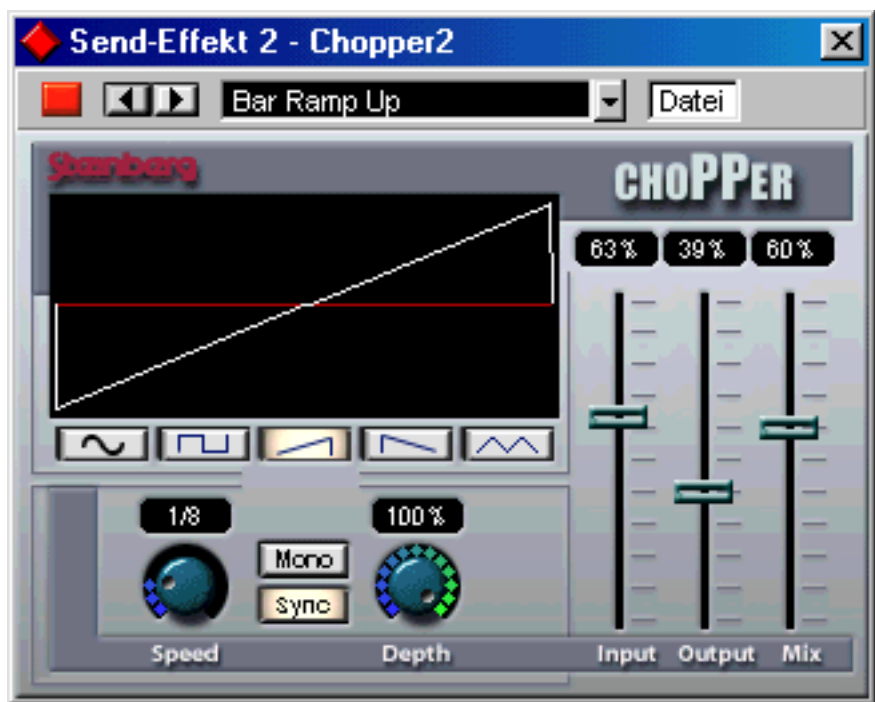 Send-Effekt 2 - Chopper2
Bar Ramp Up
Datei
Steinberg
CHOPPER
63% 39% 60%
1/8
100%
Mono
Sync
Speed
Depth
Input Output Mix